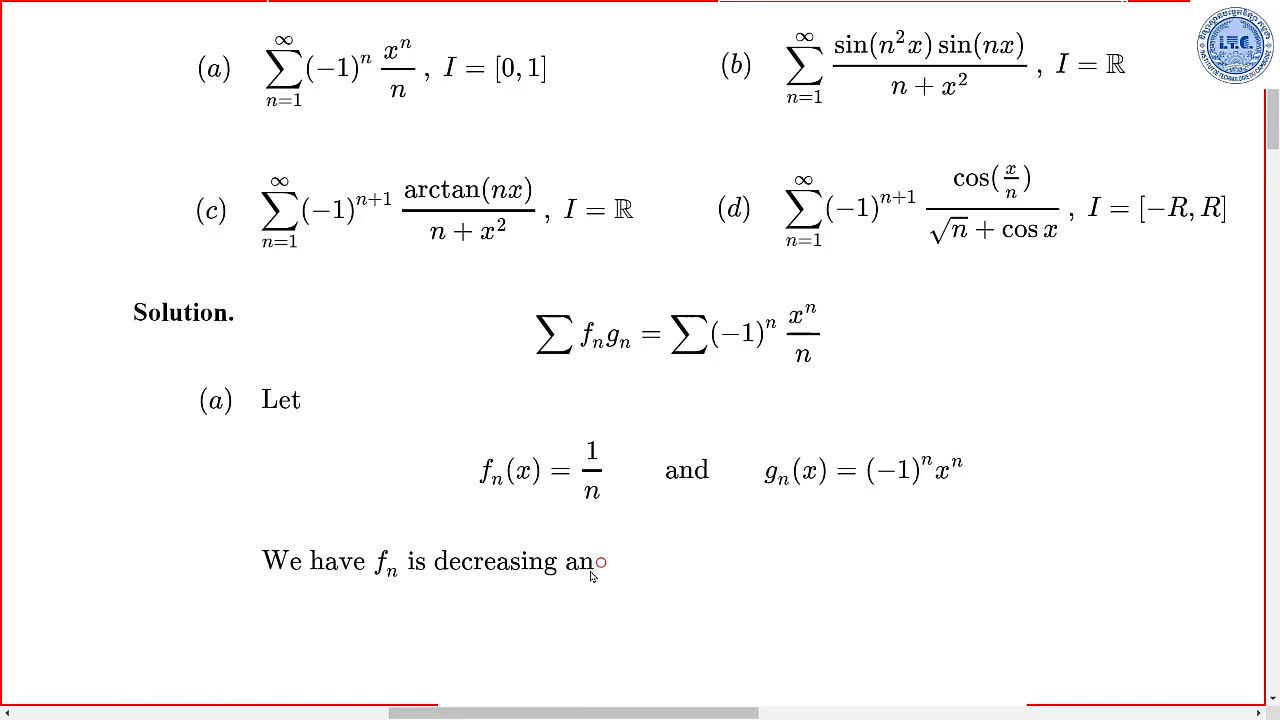 (a) \sum_{n=1}^{\infty} (-1)^n \frac{x^n}{n} , I = [0, 1]
(b) \sum_{n=1}^{\infty} \frac{\sin(n^2x)\sin(nx)}{n + x^2} , I = ℝ
(c) \sum_{n=1}^{\infty} (-1)^{n+1} \frac{\arctan(nx)}{n + x^2} , I = ℝ
(d) \sum_{n=1}^{\infty} (-1)^{n+1} \frac{\cos(\frac{x}{n})}{\sqrt{n} + \cos x} , I = [-R, R]
Solution.
\sum f_n g_n = \sum (-1)^n \frac{x^n}{n}
(a) Let
f_n(x) = \frac{1}{n} and g_n(x) = (-1)^n x^n
We have f_n is decreasing an
I.T.C.